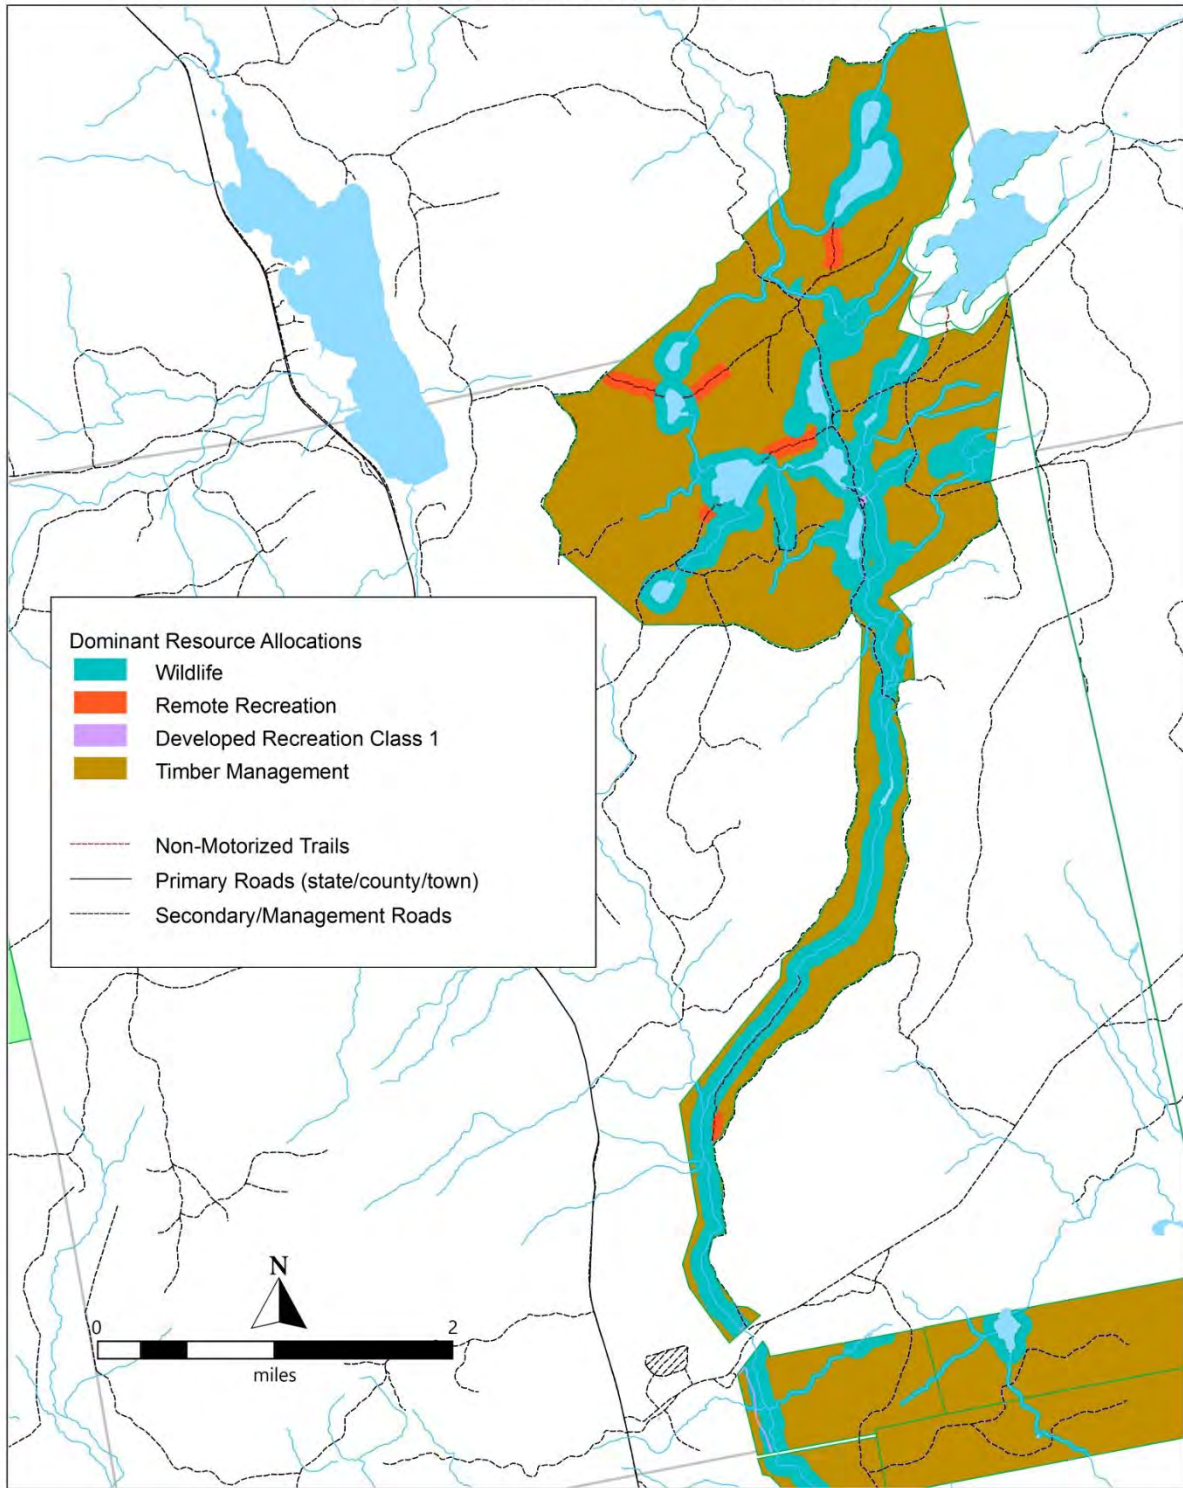 Dominant Resource Allocations
Wildlife
Remote Recreation
Developed Recreation Class 1
Timber Management
Non-Motorized Trails
Primary Roads (state/county/town)
Secondary/Management Roads
N
0 2
miles